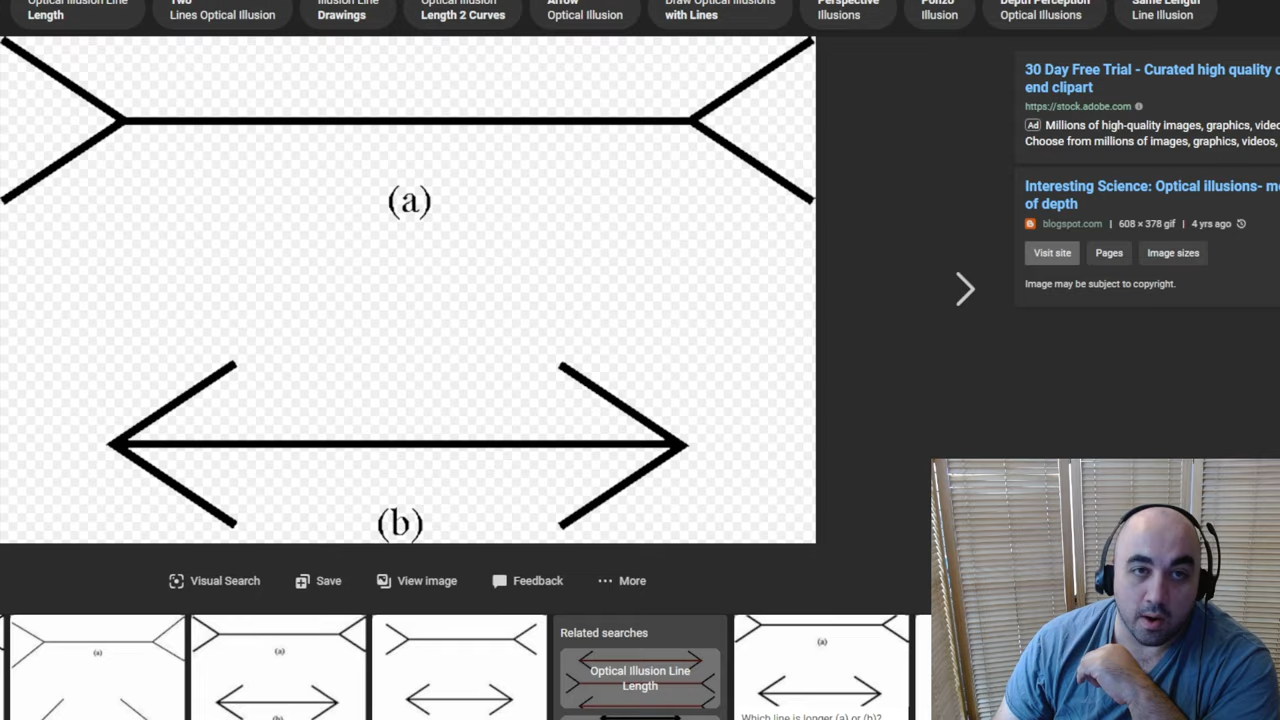 Optical Illusion Line
Length
Two
Lines Optical Illusion
Illusion Line
Drawings
Optical Illusion
Length 2 Curves
Arrow
Optical Illusion
Draw Optical Illusions
with Lines
Perspective
Illusions
Ponzo
Illusion
Depth Perception
Optical Illusions
Same Length
Line Illusion
(a)
(b)
30 Day Free Trial - Curated high quality
end clipart
https://stock.adobe.com
Ad Millions of high-quality images, graphics,
Choose from millions of images, graphics, videos,
Interesting Science: Optical illusions-
of depth
blogspot.com | 608 × 378 gif | 4 yrs ago
Visit site
Pages
Image sizes
Image may be subject to copyright.
Visual Search
Save
View image
Feedback
More
(a)
(a)
(b)
Related searches
Optical Illusion Line
Length
(a)
Which line is longer (a) or (b)?